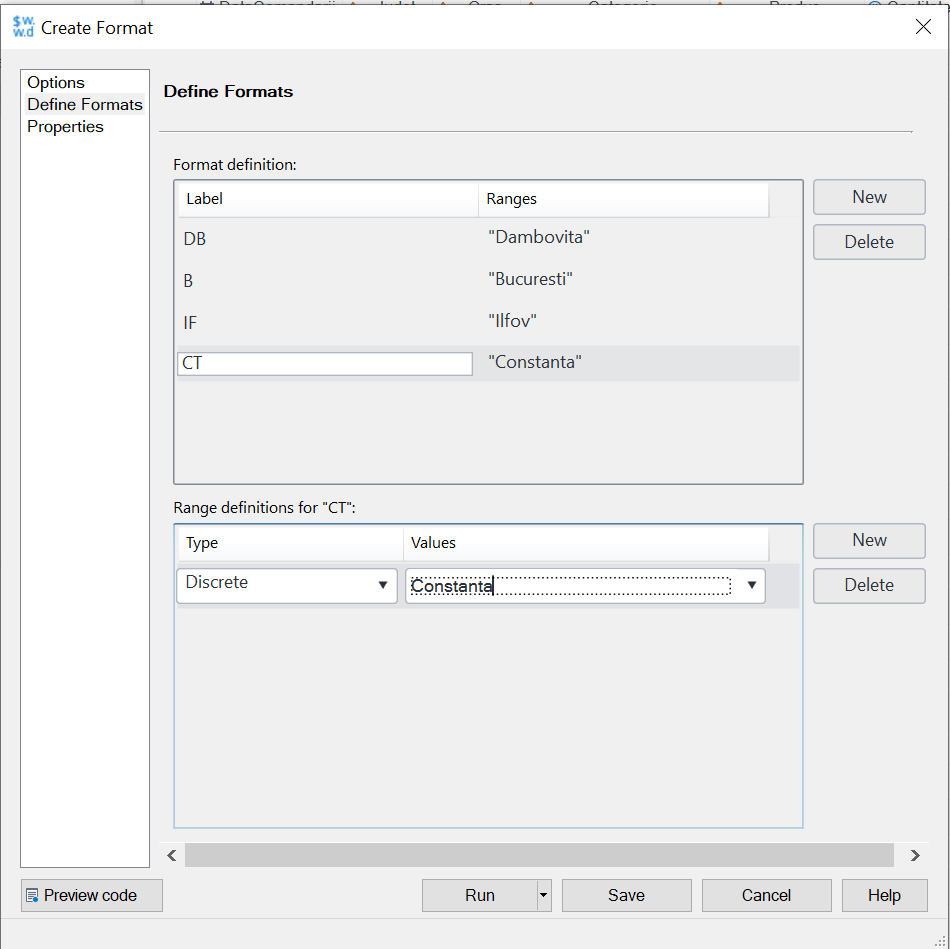 $w.
w.d Create Format
Options
Define Formats
Properties
Define Formats
Format definition:
Label Ranges
New
Delete
DB "Dambovita"
B "Bucuresti"
IF "Ilfov"
CT "Constanta"
Range definitions for "CT":
Type Values
New
Delete
Discrete Constanta
Preview code Run Save Cancel Help